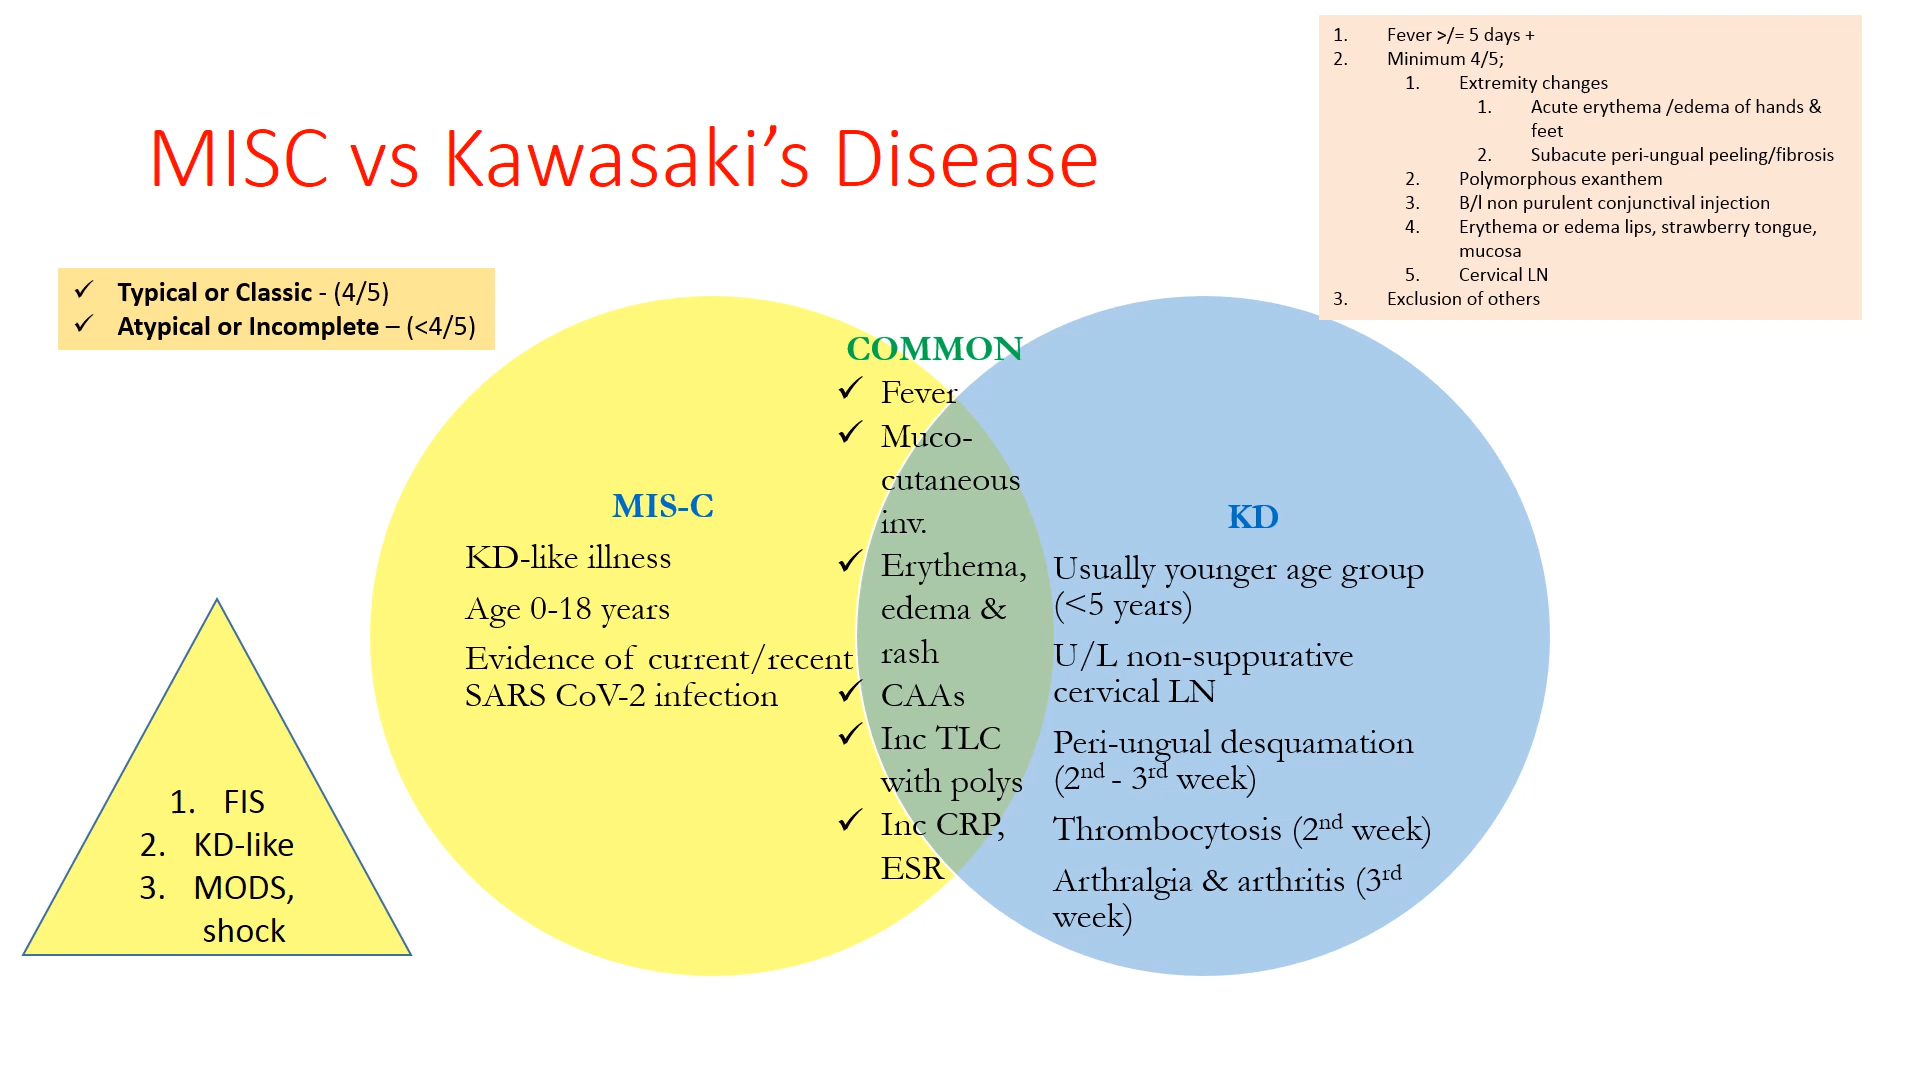 MISC vs Kawasaki’s Disease
1. Fever >/= 5 days +
2. Minimum 4/5;
1. Extremity changes
1. Acute erythema /edema of hands &
feet
2. Subacute peri-ungual peeling/fibrosis
2. Polymorphous exanthem
3. B/l non purulent conjunctival injection
4. Erythema or edema lips, strawberry tongue,
mucosa
5. Cervical LN
3. Exclusion of others
✓ Typical or Classic - (4/5)
✓ Atypical or Incomplete – (<4/5)
MIS-C
KD-like illness
Age 0-18 years
Evidence of current/recent
SARS CoV-2 infection
COMMON
✓ Fever
✓ Muco-
cutaneous
inv.
✓ Erythema,
edema &
rash
✓ CAAs
✓ Inc TLC
with polys
✓ Inc CRP,
ESR
KD
Usually younger age group
(<5 years)
U/L non-suppurative
cervical LN
Peri-ungual desquamation
(2nd - 3rd week)
Thrombocytosis (2nd week)
Arthralgia & arthritis (3rd
week)
1. FIS
2. KD-like
3. MODS,
shock